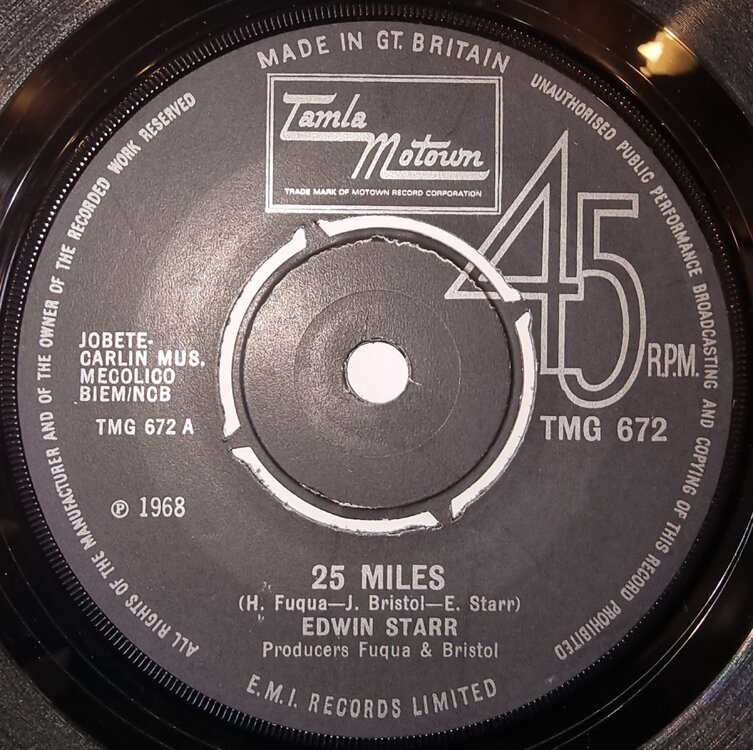 MADE IN GT. BRITAIN
UNAUTHORISED PUBLIC PERFORMANCE BROADCASTING AND COPYING OF THIS RECORD PROHIBITED
ALL RIGHTS OF THE MANUFACTURER AND OF THE OWNER OF THE RECORDED WORK RESERVED
Tamla
Motown
TRADE MARK OF MOTOWN RECORD CORPORATION
45
R.P.M.
JOBETE-
CARLIN MUS.
MECOLICO
BIEM/NCB
TMG 672 A
TMG 672
℗ 1968
25 MILES
(H. Fuqua—J. Bristol—E. Starr)
EDWIN STARR
Producers Fuqua & Bristol
E.M.I. RECORDS LIMITED